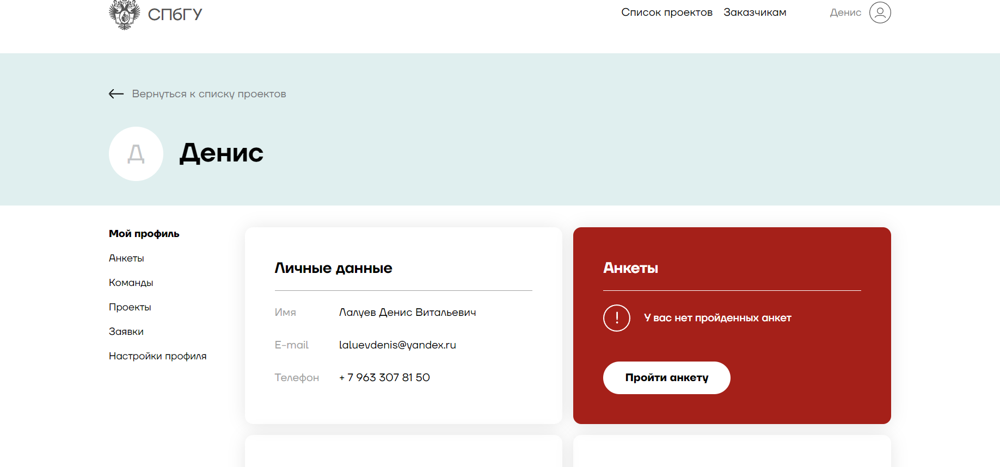 СПбГУ
Список проектов Заказчикам Денис
Вернуться к списку проектов
Д
Денис
Мой профиль
Анкеты
Команды
Проекты
Заявки
Настройки профиля
Личные данные
Имя Лалуев Денис Витальевич
E-mail laluevdenis@yandex.ru
Телефон + 7 963 307 81 50
Анкеты
! У вас нет пройденных анкет
Пройти анкету